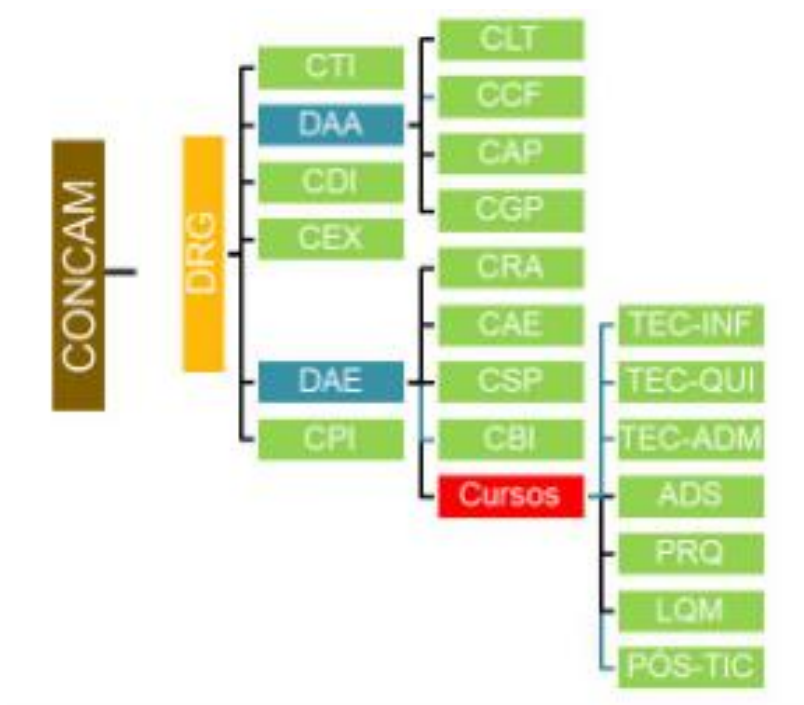 CONCAM
DRG
CTI
DAA
CDI
CEX
DAE
CPI
CLT
CCF
CAP
CGP
CRA
CAE
CSP
CBI
Cursos
TEC-INF
TEC-QUI
TEC-ADM
ADS
PRQ
LQM
PÓS-TIC